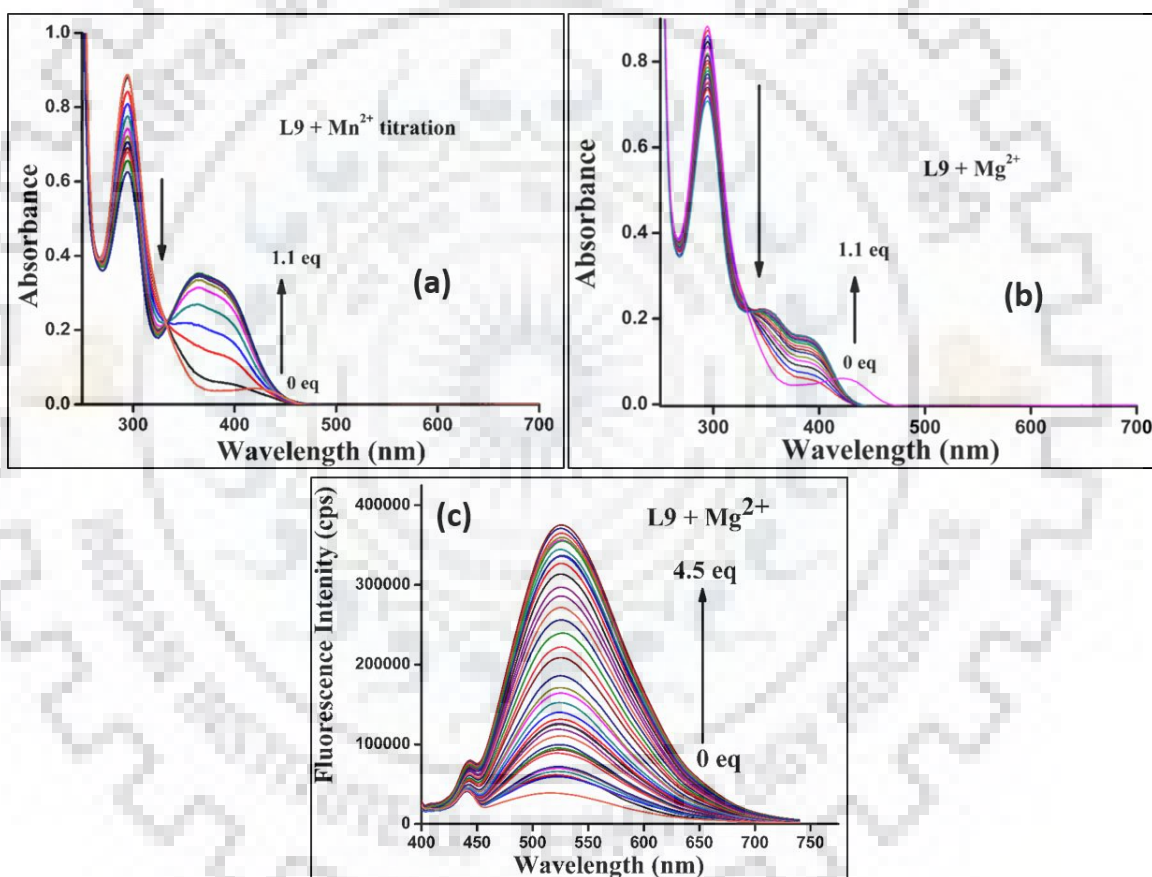 1.0
0.8
0.6
0.4
0.2
0.0
Absorbance
L9 + Mn2+ titration
1.1 eq
(a)
0 eq
300 400 500 600 700
Wavelength (nm)
0.8
0.6
0.4
0.2
0.0
Absorbance
L9 + Mg2+
1.1 eq
(b)
0 eq
300 400 500 600 700
Wavelength (nm)
400000
300000
200000
100000
0
Fluorescence Intenity (cps)
(c)
L9 + Mg2+
4.5 eq
0 eq
400 450 500 550 600 650 700 750
Wavelength (nm)